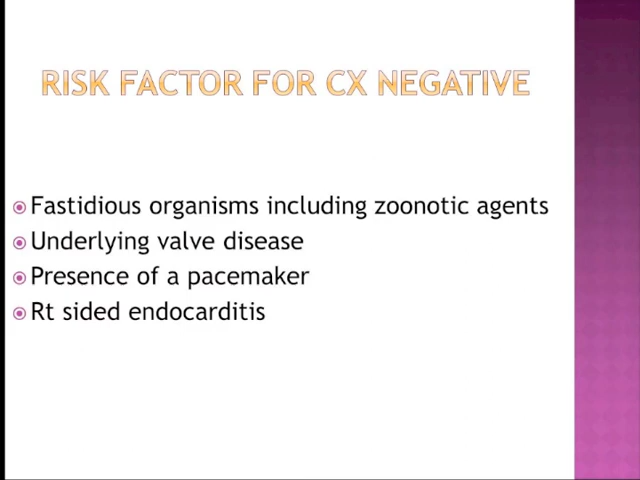 RISK FACTOR FOR CX NEGATIVE
Fastidious organisms including zoonotic agents
Underlying valve disease
Presence of a pacemaker
Rt sided endocarditis